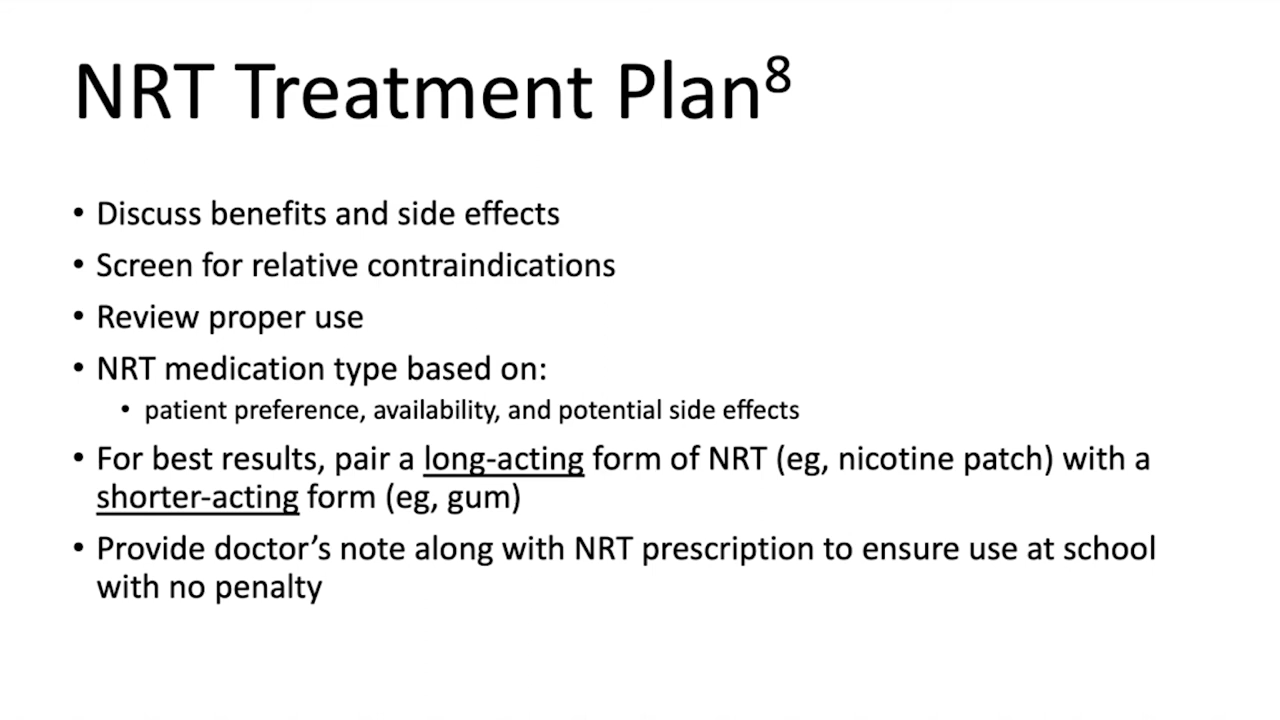 NRT Treatment Plan⁸
• Discuss benefits and side effects
• Screen for relative contraindications
• Review proper use
• NRT medication type based on:
• patient preference, availability, and potential side effects
• For best results, pair a long-acting form of NRT (eg, nicotine patch) with a
shorter-acting form (eg, gum)
• Provide doctor’s note along with NRT prescription to ensure use at school
with no penalty